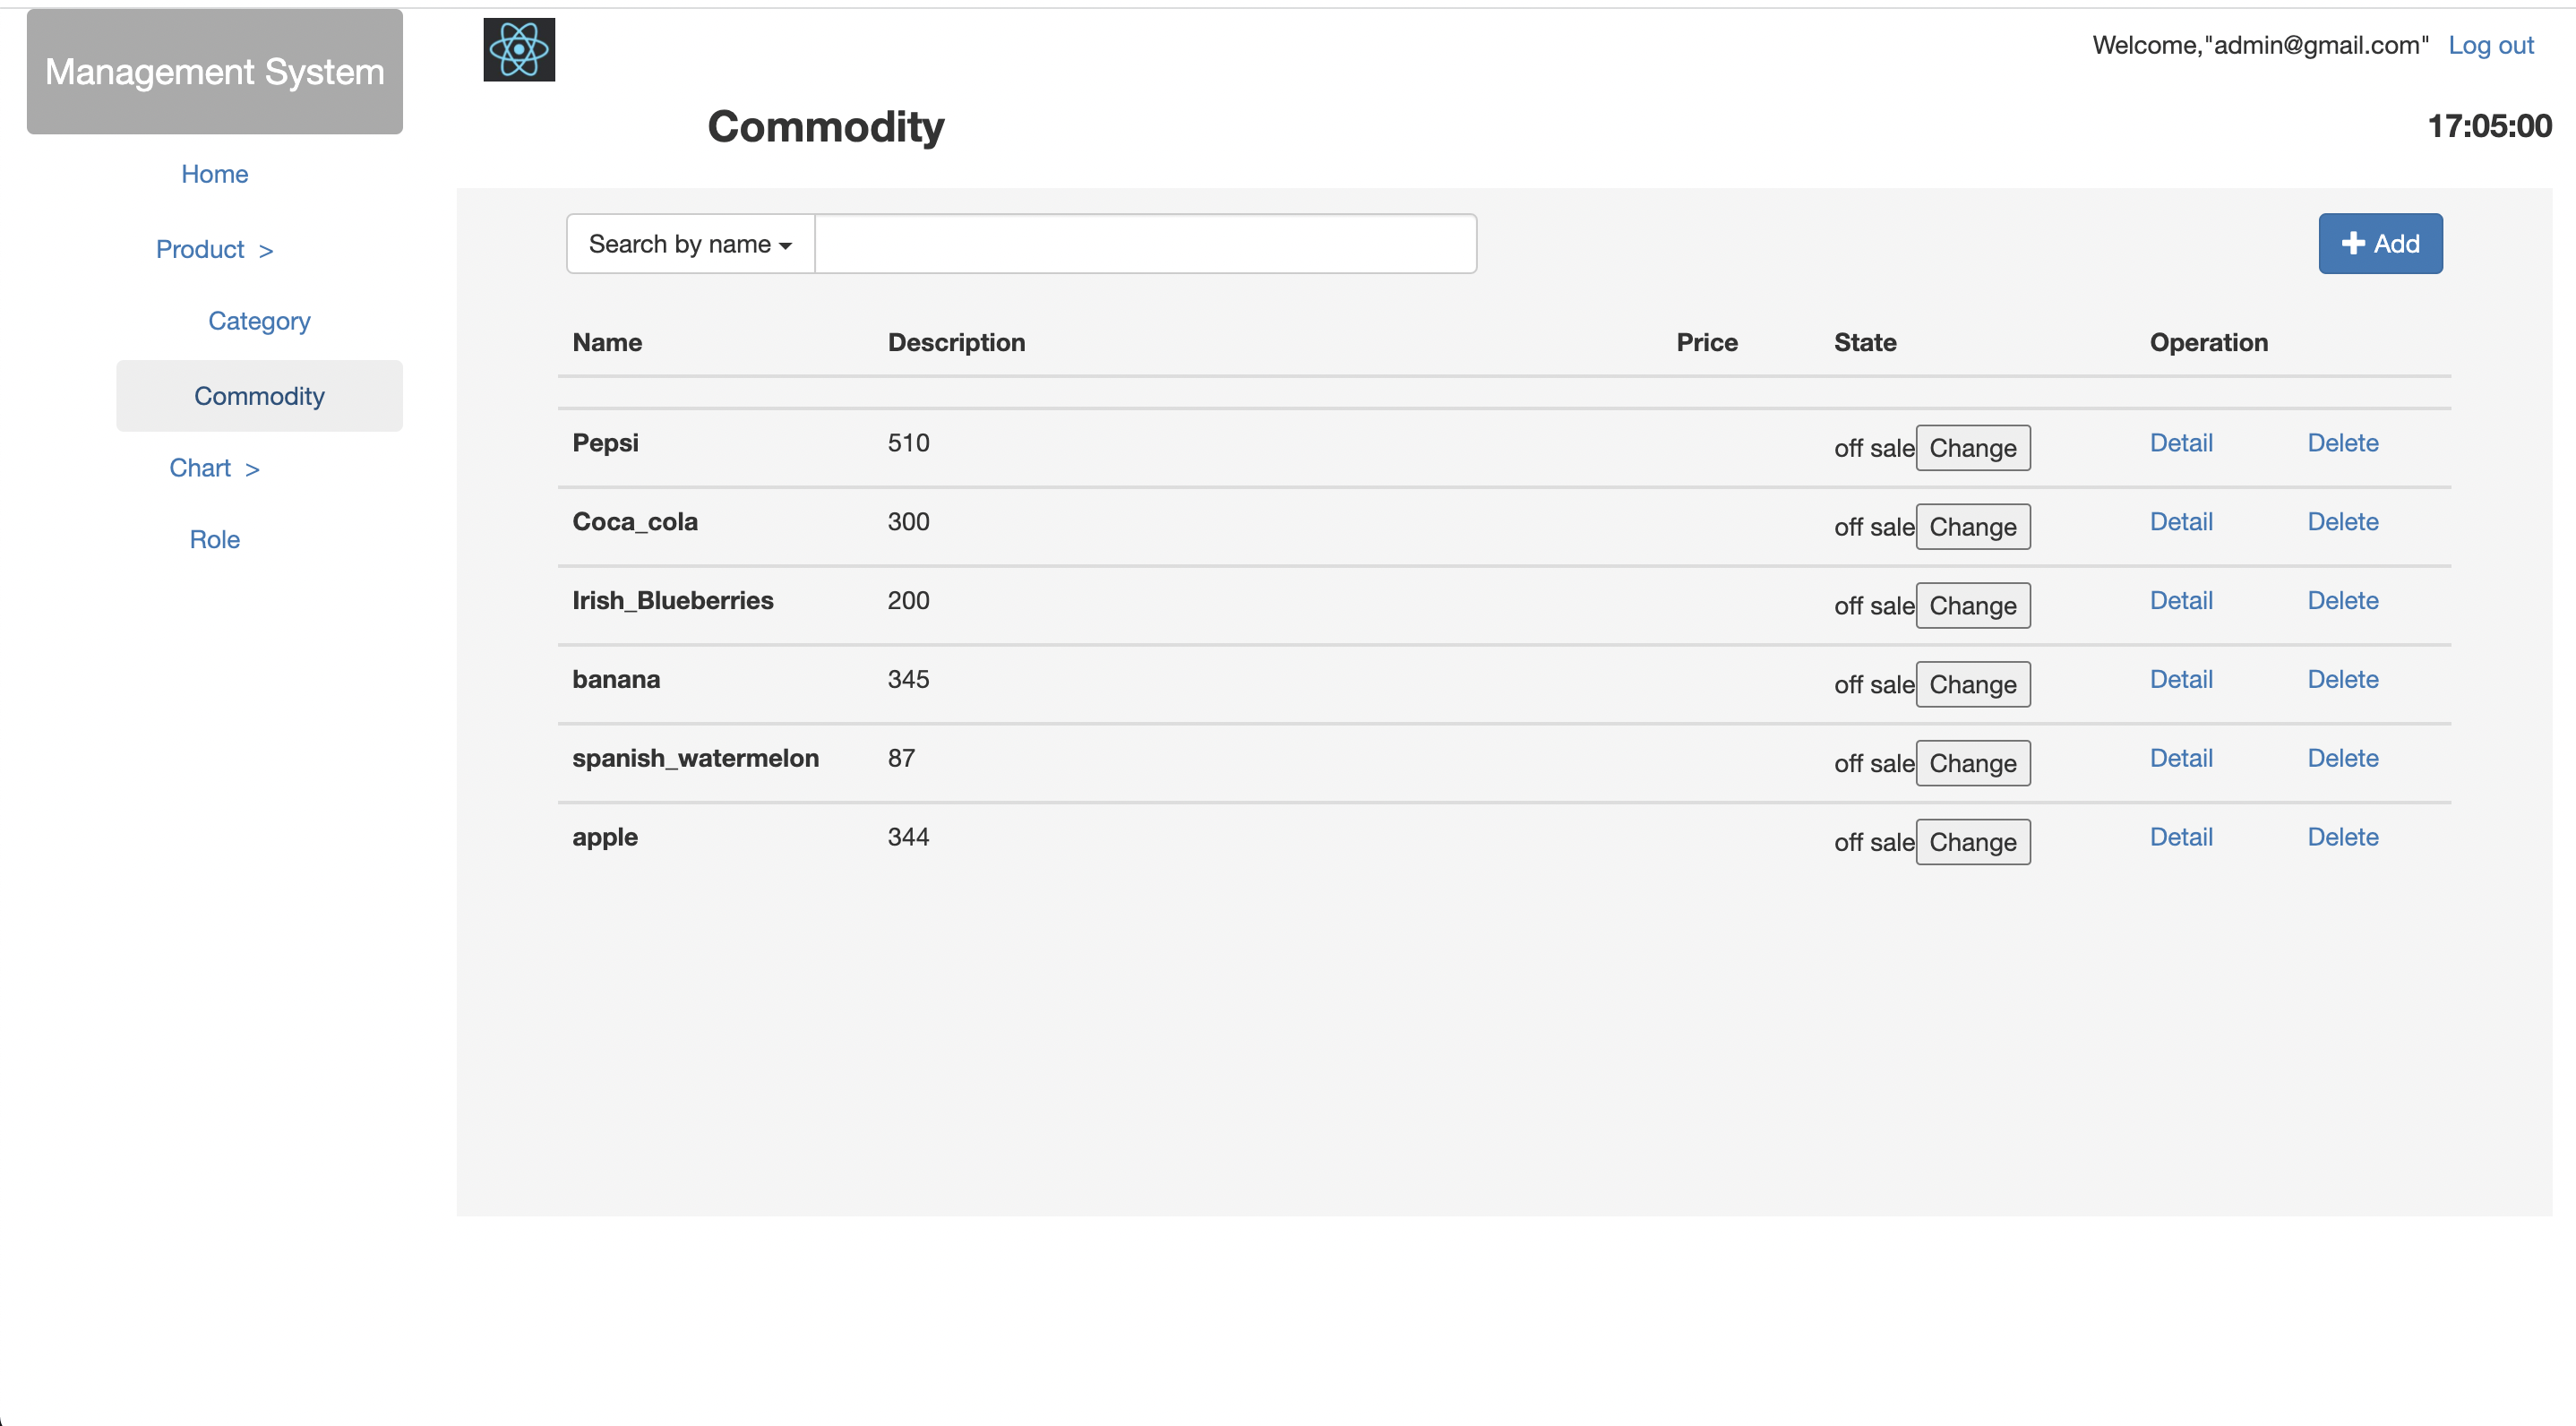 Management System
Welcome,"admin@gmail.com" Log out
Commodity
17:05:00
Home
Product >
Category
Commodity
Chart >
Role
Search by name
Add
Name Description Price State Operation
Pepsi 510 off sale Change Detail Delete
Coca_cola 300 off sale Change Detail Delete
Irish_Blueberries 200 off sale Change Detail Delete
banana 345 off sale Change Detail Delete
spanish_watermelon 87 off sale Change Detail Delete
apple 344 off sale Change Detail Delete